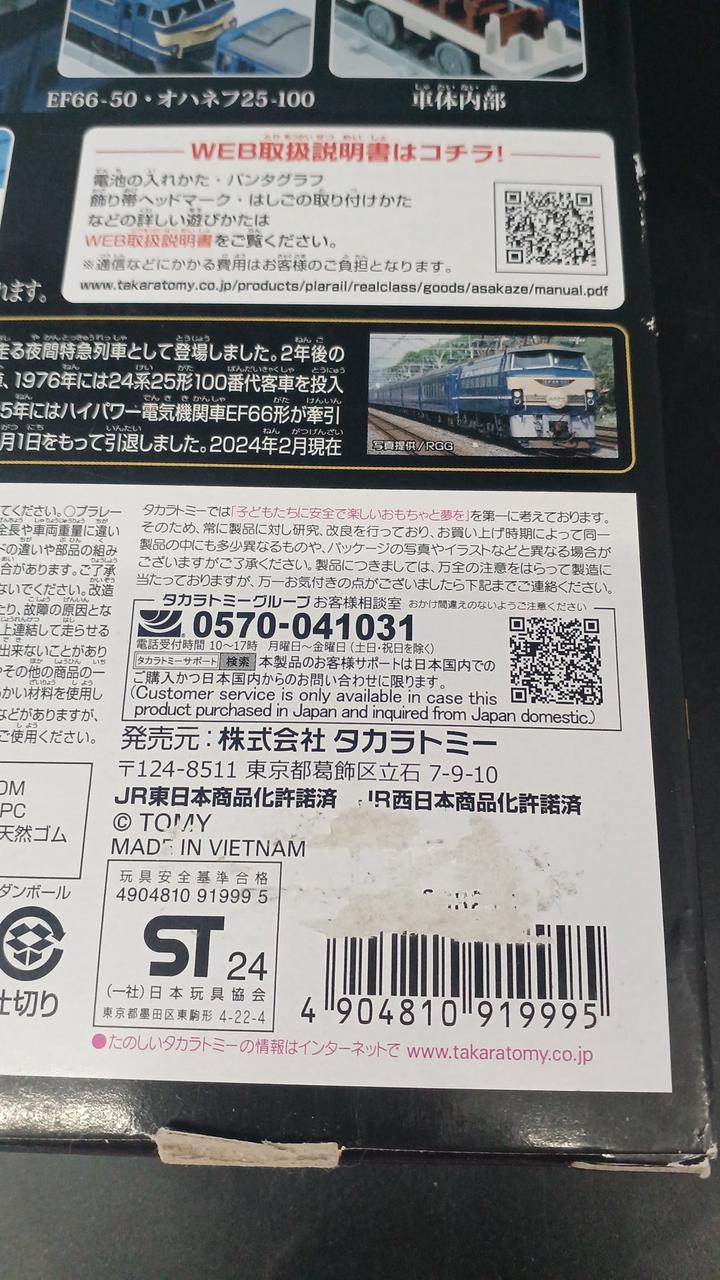 EF66-50・オハネフ25-100
車体内部
WEB取扱説明書はコチラ!
電池の入れかた・パンタグラフ
飾り帯ヘッドマーク・はしごの取り付けかた
などの詳しい遊びかたは
WEB取扱説明書をご覧ください。
※通信などにかかる費用はお客様のご負担となります。
www.takaratomy.co.jp/products/plarail/realclass/goods/asakaze/manual.pdf
れます。
走る夜間特急列車として登場しました。2年後の
、1976年には24系25形100番代客車を投入
5年にはハイパワー電気機関車EF66形が牽引
月1日をもって引退しました。2024年2月現在
写真提供/RGG
てください。○プラレー
全長や車両重量に違い
ドの違いや部品の組み
合があります。ご了承
ないでください。改造
たり、故障の原因とな
上連結して走らせる
出来ないことがあり
やその他の商品の一
かい材料を使用し
などがありますが、
ご使用ください。
タカラトミーでは「子どもたちに安全で楽しいおもちゃと夢を」を第一に考えております。
そのため、常に製品に対し研究、改良を行っており、お買い上げ時期によって同一
製品の中にも多少異なるものや、パッケージの写真やイラストなどと異なる場合が
ございますがご了承ください。製品につきましては、万全の注意をはらって製造に
当たっておりますが、万一お気付きの点がございましたら下記までご連絡ください。
タカラトミーグループ お客様相談室 おかけ間違えのないようご注意ください
0570-041031
電話受付時間 10〜17時 月曜日〜金曜日(土・日・祝日を除く)
タカラトミーサポート 検索 本製品のお客様サポートは日本国内での
ご購入かつ日本国内からのお問い合わせに限ります。
(Customer service is only available in case this
product purchased in Japan and inquired from Japan domestic.)
発売元:株式会社 タカラトミー
〒124-8511 東京都葛飾区立石 7-9-10
JR東日本商品化許諾済 JR西日本商品化許諾済
© TOMY
MADE IN VIETNAM
DM
PC
天然ゴム
ダンボール
仕切り
玩具安全基準合格
4904810 91999 5
ST 24
(一社)日本玩具協会
東京都墨田区東駒形 4-22-4
4 904810 919995
●たのしいタカラトミーの情報はインターネットで www.takaratomy.co.jp